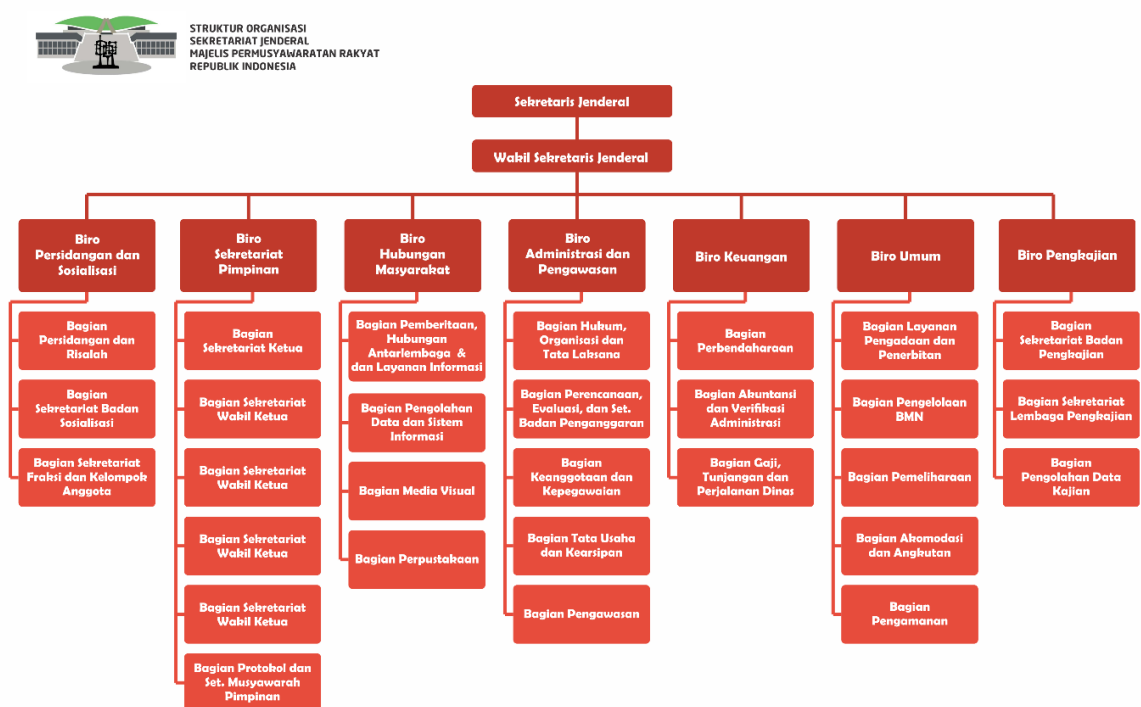 STRUKTUR ORGANISASI
SEKRETARIAT JENDERAL
MAJELIS PERMUSYAWARATAN RAKYAT
REPUBLIK INDONESIA
Sekretaris Jenderal
Wakil Sekretaris Jenderal
Biro
Persidangan dan
Sosialisasi
Bagian
Persidangan dan
Risalah
Bagian
Sekretariat Badan
Sosialisasi
Bagian Sekretariat
Fraksi dan Kelompok
Anggota
Biro
Sekretariat
Pimpinan
Bagian
Sekretariat Ketua
Bagian Sekretariat
Wakil Ketua
Bagian Sekretariat
Wakil Ketua
Bagian Sekretariat
Wakil Ketua
Bagian Sekretariat
Wakil Ketua
Bagian Protokol dan
Set. Musyawarah
Pimpinan
Biro
Hubungan
Masyarakat
Bagian Pemberitaan,
Hubungan
Antarlembaga &
dan Layanan Informasi
Bagian Pengolahan
Data dan Sistem
Informasi
Bagian Media Visual
Bagian Perpustakaan
Biro
Administrasi dan
Pengawasan
Bagian Hukum,
Organisasi dan
Tata Laksana
Bagian Perencanaan,
Evaluasi, dan Set.
Badan Penganggaran
Bagian
Keanggotaan dan
Kepegawaian
Bagian Tata Usaha
dan Kearsipan
Bagian Pengawasan
Biro Keuangan
Bagian
Perbendaharaan
Bagian Akuntansi
dan Verifikasi
Administrasi
Bagian Gaji,
Tunjangan dan
Perjalanan Dinas
Biro Umum
Bagian Layanan
Pengadaan dan
Penerbitan
Bagian Pengelolaan
BMN
Bagian Pemeliharaan
Bagian Akomodasi
dan Angkutan
Bagian
Pengamanan
Biro Pengkajian
Bagian
Sekretariat Badan
Pengkajian
Bagian Sekretariat
Lembaga Pengkajian
Bagian
Pengolahan Data
Kajian